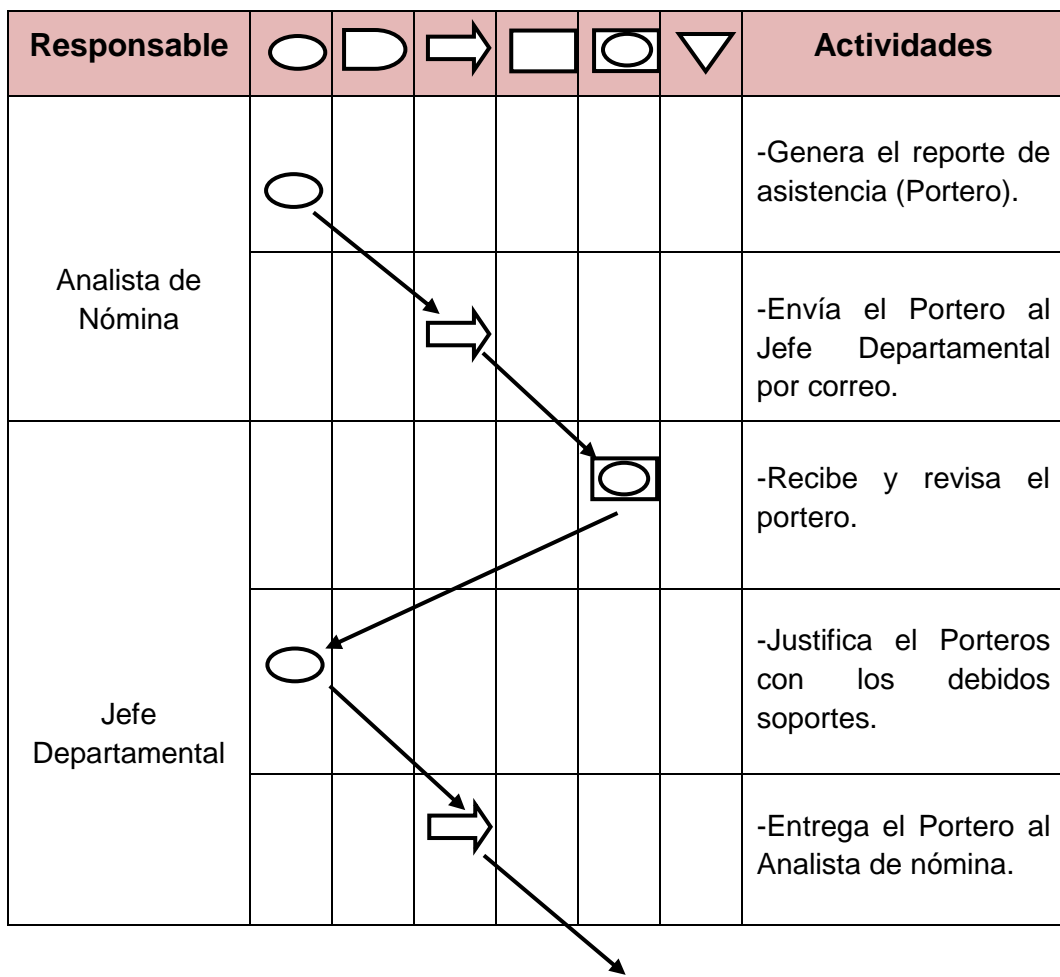 Responsable
Actividades
Analista de
Nómina
-Genera el reporte de
asistencia (Portero).
-Envía el Portero al
Jefe Departamental
por correo.
Jefe
Departamental
-Recibe y revisa el
portero.
-Justifica el Porteros
con los debidos
soportes.
-Entrega el Portero al
Analista de nómina.